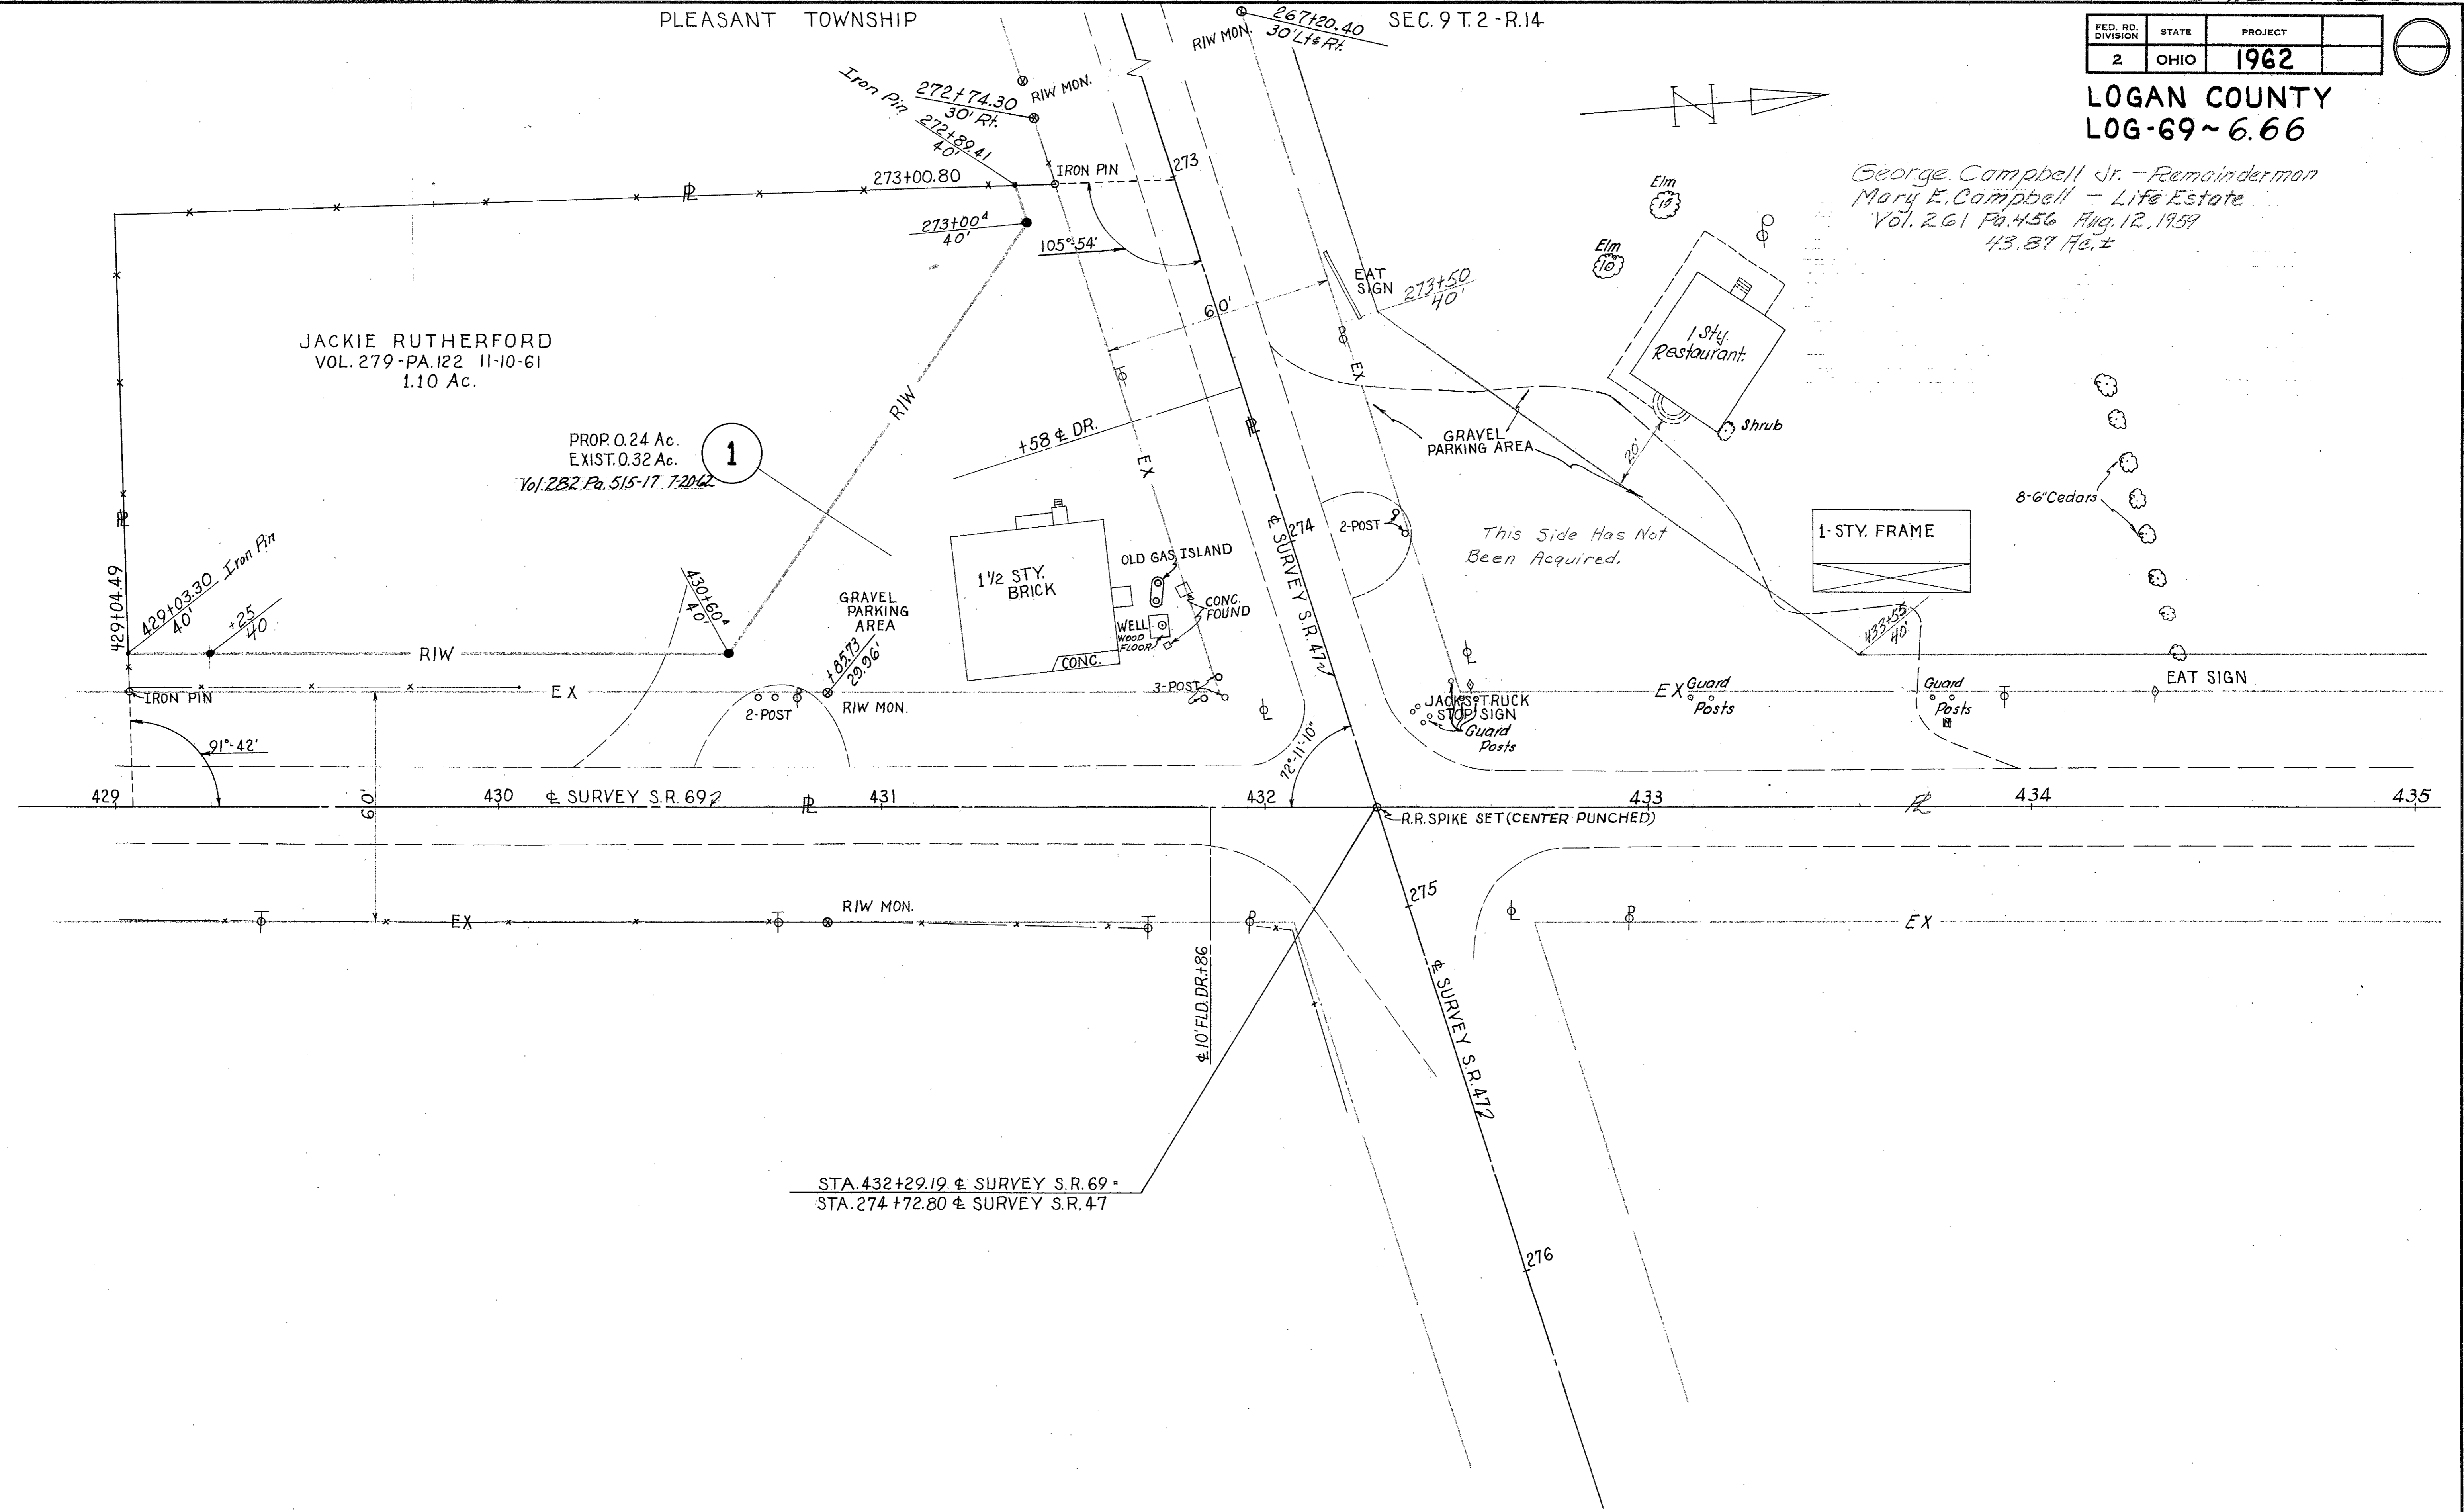 PLEASANT TOWNSHIP
SEC. 9 T. 2 - R.14
FED. RD. DIVISION STATE PROJECT
2 OHIO 1962
LOGAN COUNTY
LOG-69~6.66
George Campbell Jr. - Remainderman
Mary E. Campbell - Life Estate
Vol. 261 Pa. 456 Aug. 12, 1959
43.87 Ac.±
R/W MON.
267+20.40
30' Lt & Rt.
N
Iron Pin
272+74.30
30' Rt.
R/W MON.
272+89.41
40'
273+00.80
IRON PIN
273
P̶L
273+00⁴
40'
105°-54'
60'
EAT
SIGN
273+50
40'
Elm
15
Elm
10
1 Sty.
Restaurant.
Shrub
20'
JACKIE RUTHERFORD
VOL. 279-PA.122 11-10-61
1.10 Ac.
PROP. 0.24 Ac.
EXIST. 0.32 Ac.
Vol. 282 Pa. 515-17 7-20-62
1
R/W
+58 ℄ DR.
EX
EX
P̶L
GRAVEL
PARKING AREA
8-6" Cedars
This Side Has Not
Been Acquired.
1-STY. FRAME
P̶L
429+04.49
429+03.30 Iron Pin
40'
+25
40
430+60⁴
40'
GRAVEL
PARKING
AREA
+85.73
29.96'
1 1/2 STY.
BRICK
OLD GAS ISLAND
CONC.
FOUND
WELL
WOOD
FLOOR
CONC.
274
℄ SURVEY S.R. 47
2-POST
433+55
40'
R/W
IRON PIN
EX
2-POST
R/W MON.
3-POST
JACKS TRUCK
STOP SIGN
Guard
Posts
EX
Guard
Posts
Guard
Posts
EAT SIGN
91°-42'
72°-11'-10"
60'
429
430
℄ SURVEY S.R. 69
P̶L
431
432
433
P̶L
434
435
R.R. SPIKE SET (CENTER PUNCHED)
EX
R/W MON.
275
EX
℄ 10' FLD. DR. +86
℄ SURVEY S.R. 47
STA. 432+29.19 ℄ SURVEY S.R. 69 =
STA. 274+72.80 ℄ SURVEY S.R. 47
276